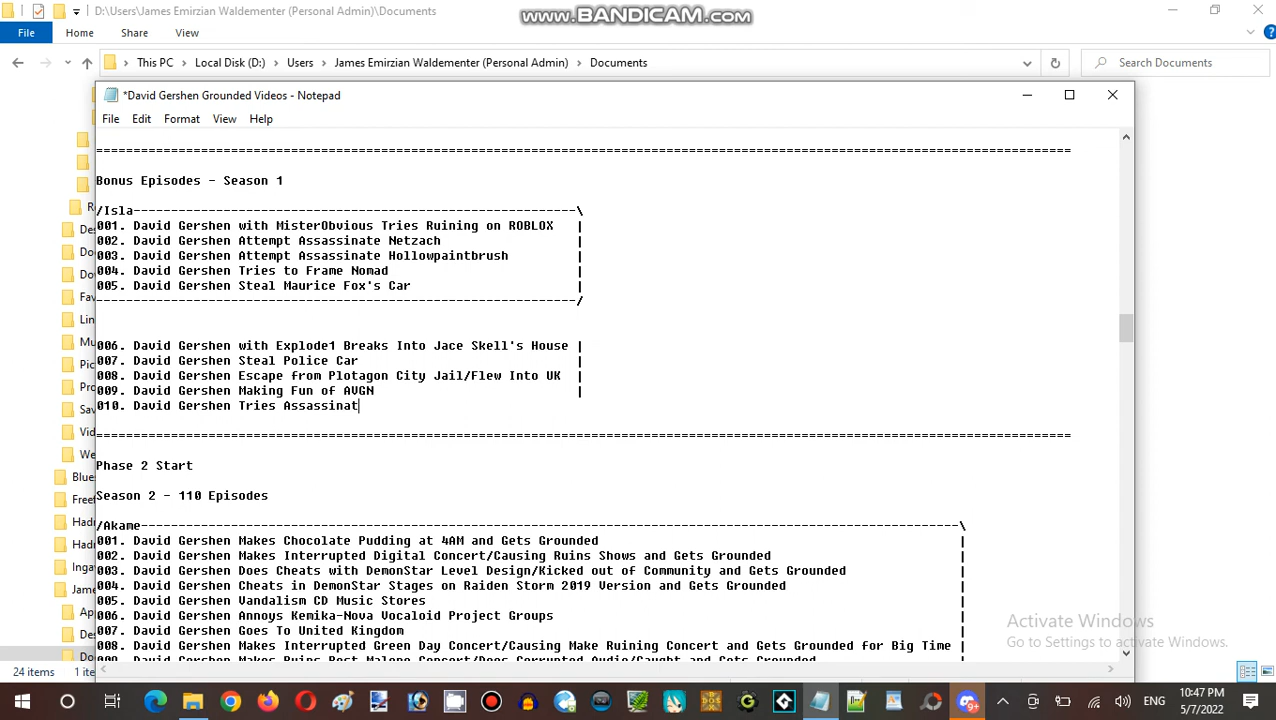 D:\Users\James Emirzian Waldementer (Personal Admin)\Documents
www.BANDICAM.com
File Home Share View
This PC Local Disk (D:) Users James Emirzian Waldementer (Personal Admin) Documents
Search Documents
*David Gershen Grounded Videos - Notepad
File Edit Format View Help
==================================================================================================================================
Bonus Episodes - Season 1
/Isla-----------------------------------------------------------\
001. David Gershen with MisterObvious Tries Ruining on ROBLOX |
002. David Gershen Attempt Assassinate Netzach |
003. David Gershen Attempt Assassinate Hollowpaintbrush |
004. David Gershen Tries to Frame Nomad |
005. David Gershen Steal Maurice Fox's Car |
----------------------------------------------------------------/
006. David Gershen with Explode1 Breaks Into Jace Skell's House |
007. David Gershen Steal Police Car |
008. David Gershen Escape from Plotagon City Jail/Flew Into UK |
009. David Gershen Making Fun of AVGN |
010. David Gershen Tries Assassinat
==================================================================================================================================
Phase 2 Start
Season 2 - 110 Episodes
/Akame-------------------------------------------------------------------------------------------------------------\
001. David Gershen Makes Chocolate Pudding at 4AM and Gets Grounded |
002. David Gershen Makes Interrupted Digital Concert/Causing Ruins Shows and Gets Grounded |
003. David Gershen Does Cheats with DemonStar Level Design/Kicked out of Community and Gets Grounded |
004. David Gershen Cheats in DemonStar Stages on Raiden Storm 2019 Version and Gets Grounded |
005. David Gershen Vandalism CD Music Stores |
006. David Gershen Annoys Kemika-Nova Vocaloid Project Groups |
007. David Gershen Goes To United Kingdom |
008. David Gershen Makes Interrupted Green Day Concert/Causing Make Ruining Concert and Gets Grounded for Big Time |
Activate Windows
Go to Settings to activate Windows.
24 items 1 ite
ENG
10:47 PM
5/7/2022